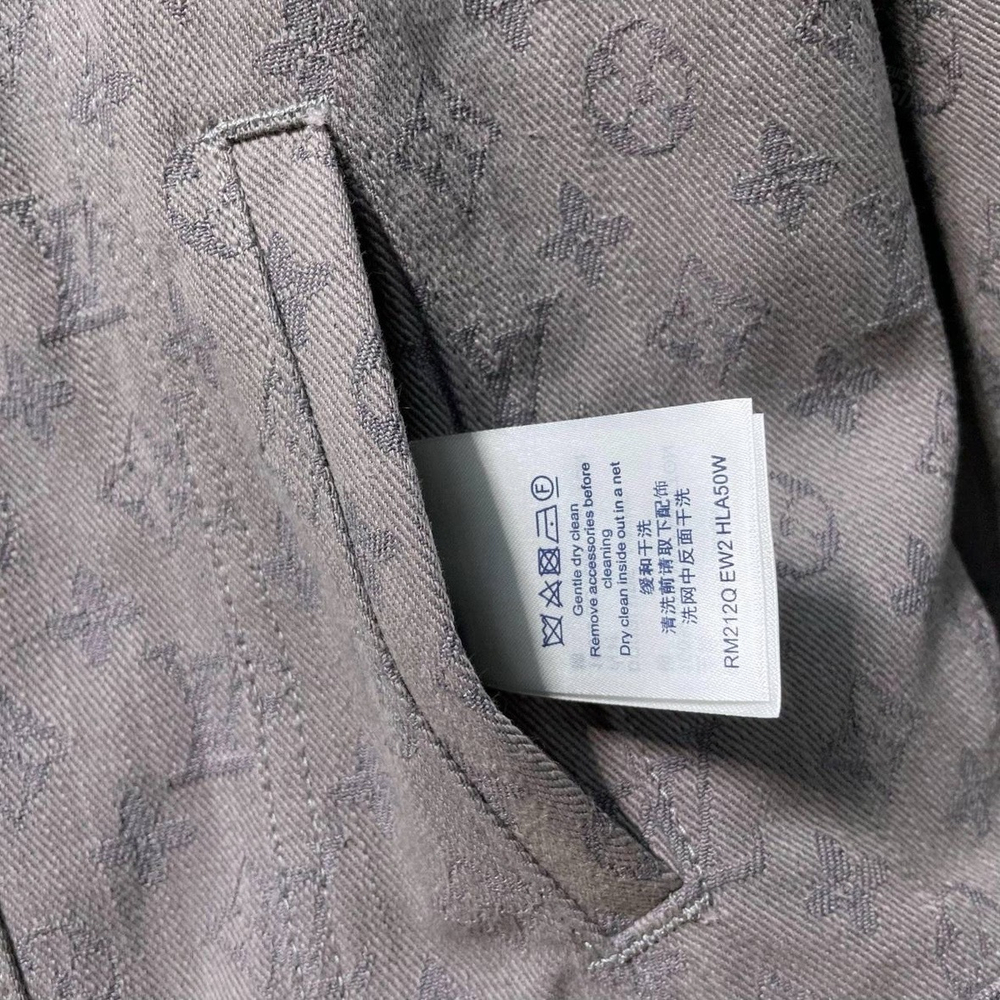 F
Gentle dry clean
Remove accessories before
cleaning
Dry clean inside out in a net
缓和干洗
清洗前请取下配饰
洗网中反面干洗
RM212Q EW2 HLA50W